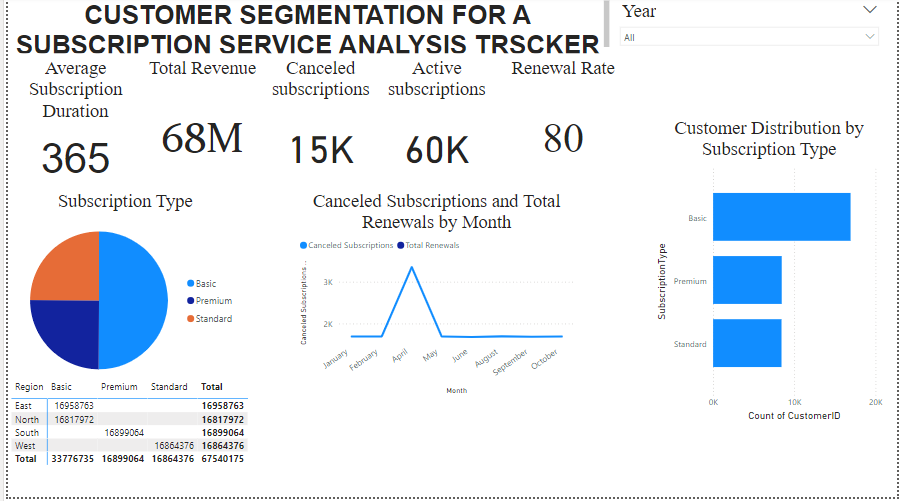 CUSTOMER SEGMENTATION FOR A
SUBSCRIPTION SERVICE ANALYSIS TRSCKER
Year
All
Average
Subscription
Duration
365
Total Revenue
68M
Canceled
subscriptions
15K
Active
subscriptions
60K
Renewal Rate
80
Subscription Type
Basic
Premium
Standard
Canceled Subscriptions and Total
Renewals by Month
Canceled Subscriptions Total Renewals
Canceled Subscriptions...
3K
2K
January February April May June August September October
Month
Customer Distribution by
Subscription Type
SubscriptionType
Basic
Premium
Standard
0K 10K 20K
Count of CustomerID
Region Basic Premium Standard Total
East 16958763 16958763
North 16817972 16817972
South 16899064 16899064
West 16864376 16864376
Total 33776735 16899064 16864376 67540175